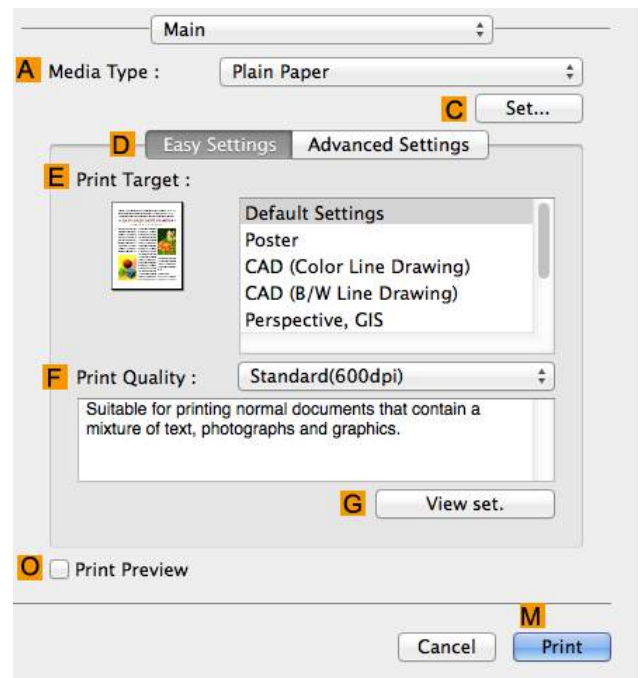 Main
A Media Type : Plain Paper
C Set...
D Easy Settings Advanced Settings
E Print Target :
Default Settings
Poster
CAD (Color Line Drawing)
CAD (B/W Line Drawing)
Perspective, GIS
F Print Quality : Standard(600dpi)
Suitable for printing normal documents that contain a
mixture of text, photographs and graphics.
G View set.
O Print Preview
M
Cancel Print